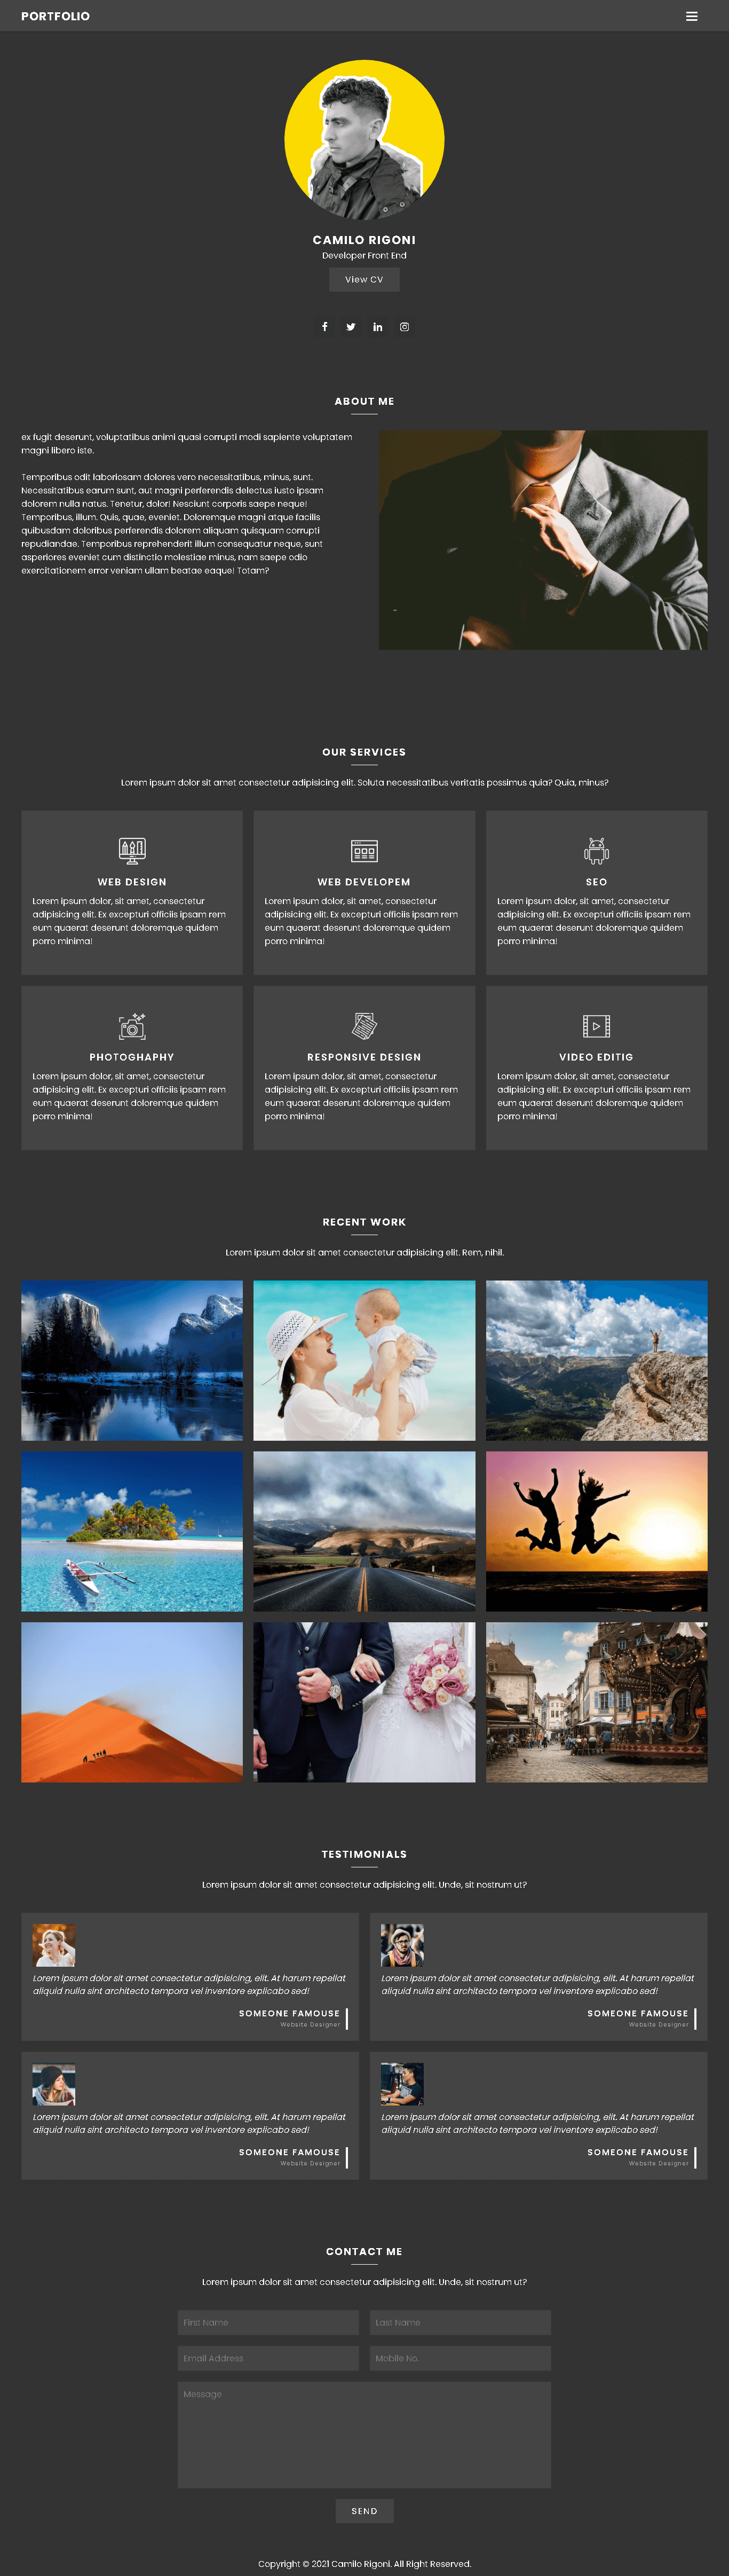 PORTFOLIO
CAMILO RIGONI
Developer Front End
View CV
ABOUT ME
ex fugit deserunt, voluptatibus animi quasi corrupti modi sapiente voluptatem
magni libero iste.
Temporibus odit laboriosam dolores vero necessitatibus, minus, sunt.
Necessitatibus earum sunt, aut magni perferendis delectus iusto ipsam
dolorem nulla natus. Tenetur, dolor! Nesciunt corporis saepe neque!
Temporibus, illum. Quis, quae, eveniet. Doloremque magni atque facilis
quibusdam doloribus perferendis dolorem aliquam quisquam corrupti
repudiandae. Temporibus reprehenderit illum consequatur neque, sunt
asperiores eveniet cum distinctio molestiae minus, nam saepe odio
exercitationem error veniam ullam beatae eaque! Totam?
OUR SERVICES
Lorem ipsum dolor sit amet consectetur adipisicing elit. Soluta necessitatibus veritatis possimus quia? Quia, minus?
WEB DESIGN
Lorem ipsum dolor, sit amet, consectetur
adipisicing elit. Ex excepturi officiis ipsam rem
eum quaerat deserunt doloremque quidem
porro minima!
WEB DEVELOPEM
Lorem ipsum dolor, sit amet, consectetur
adipisicing elit. Ex excepturi officiis ipsam rem
eum quaerat deserunt doloremque quidem
porro minima!
SEO
Lorem ipsum dolor, sit amet, consectetur
adipisicing elit. Ex excepturi officiis ipsam rem
eum quaerat deserunt doloremque quidem
porro minima!
PHOTOGHAPHY
Lorem ipsum dolor, sit amet, consectetur
adipisicing elit. Ex excepturi officiis ipsam rem
eum quaerat deserunt doloremque quidem
porro minima!
RESPONSIVE DESIGN
Lorem ipsum dolor, sit amet, consectetur
adipisicing elit. Ex excepturi officiis ipsam rem
eum quaerat deserunt doloremque quidem
porro minima!
VIDEO EDITIG
Lorem ipsum dolor, sit amet, consectetur
adipisicing elit. Ex excepturi officiis ipsam rem
eum quaerat deserunt doloremque quidem
porro minima!
RECENT WORK
Lorem ipsum dolor sit amet consectetur adipisicing elit. Rem, nihil.
TESTIMONIALS
Lorem ipsum dolor sit amet consectetur adipisicing elit. Unde, sit nostrum ut?
Lorem ipsum dolor sit amet consectetur adipisicing, elit. At harum repellat
aliquid nulla sint architecto tempora vel inventore explicabo sed!
SOMEONE FAMOUSE
Website Designer
Lorem ipsum dolor sit amet consectetur adipisicing, elit. At harum repellat
aliquid nulla sint architecto tempora vel inventore explicabo sed!
SOMEONE FAMOUSE
Website Designer
Lorem ipsum dolor sit amet consectetur adipisicing, elit. At harum repellat
aliquid nulla sint architecto tempora vel inventore explicabo sed!
SOMEONE FAMOUSE
Website Designer
Lorem ipsum dolor sit amet consectetur adipisicing, elit. At harum repellat
aliquid nulla sint architecto tempora vel inventore explicabo sed!
SOMEONE FAMOUSE
Website Designer
CONTACT ME
Lorem ipsum dolor sit amet consectetur adipisicing elit. Unde, sit nostrum ut?
First Name
Last Name
Email Address
Mobile No.
Message
SEND
Copyright © 2021 Camilo Rigoni. All Right Reserved.